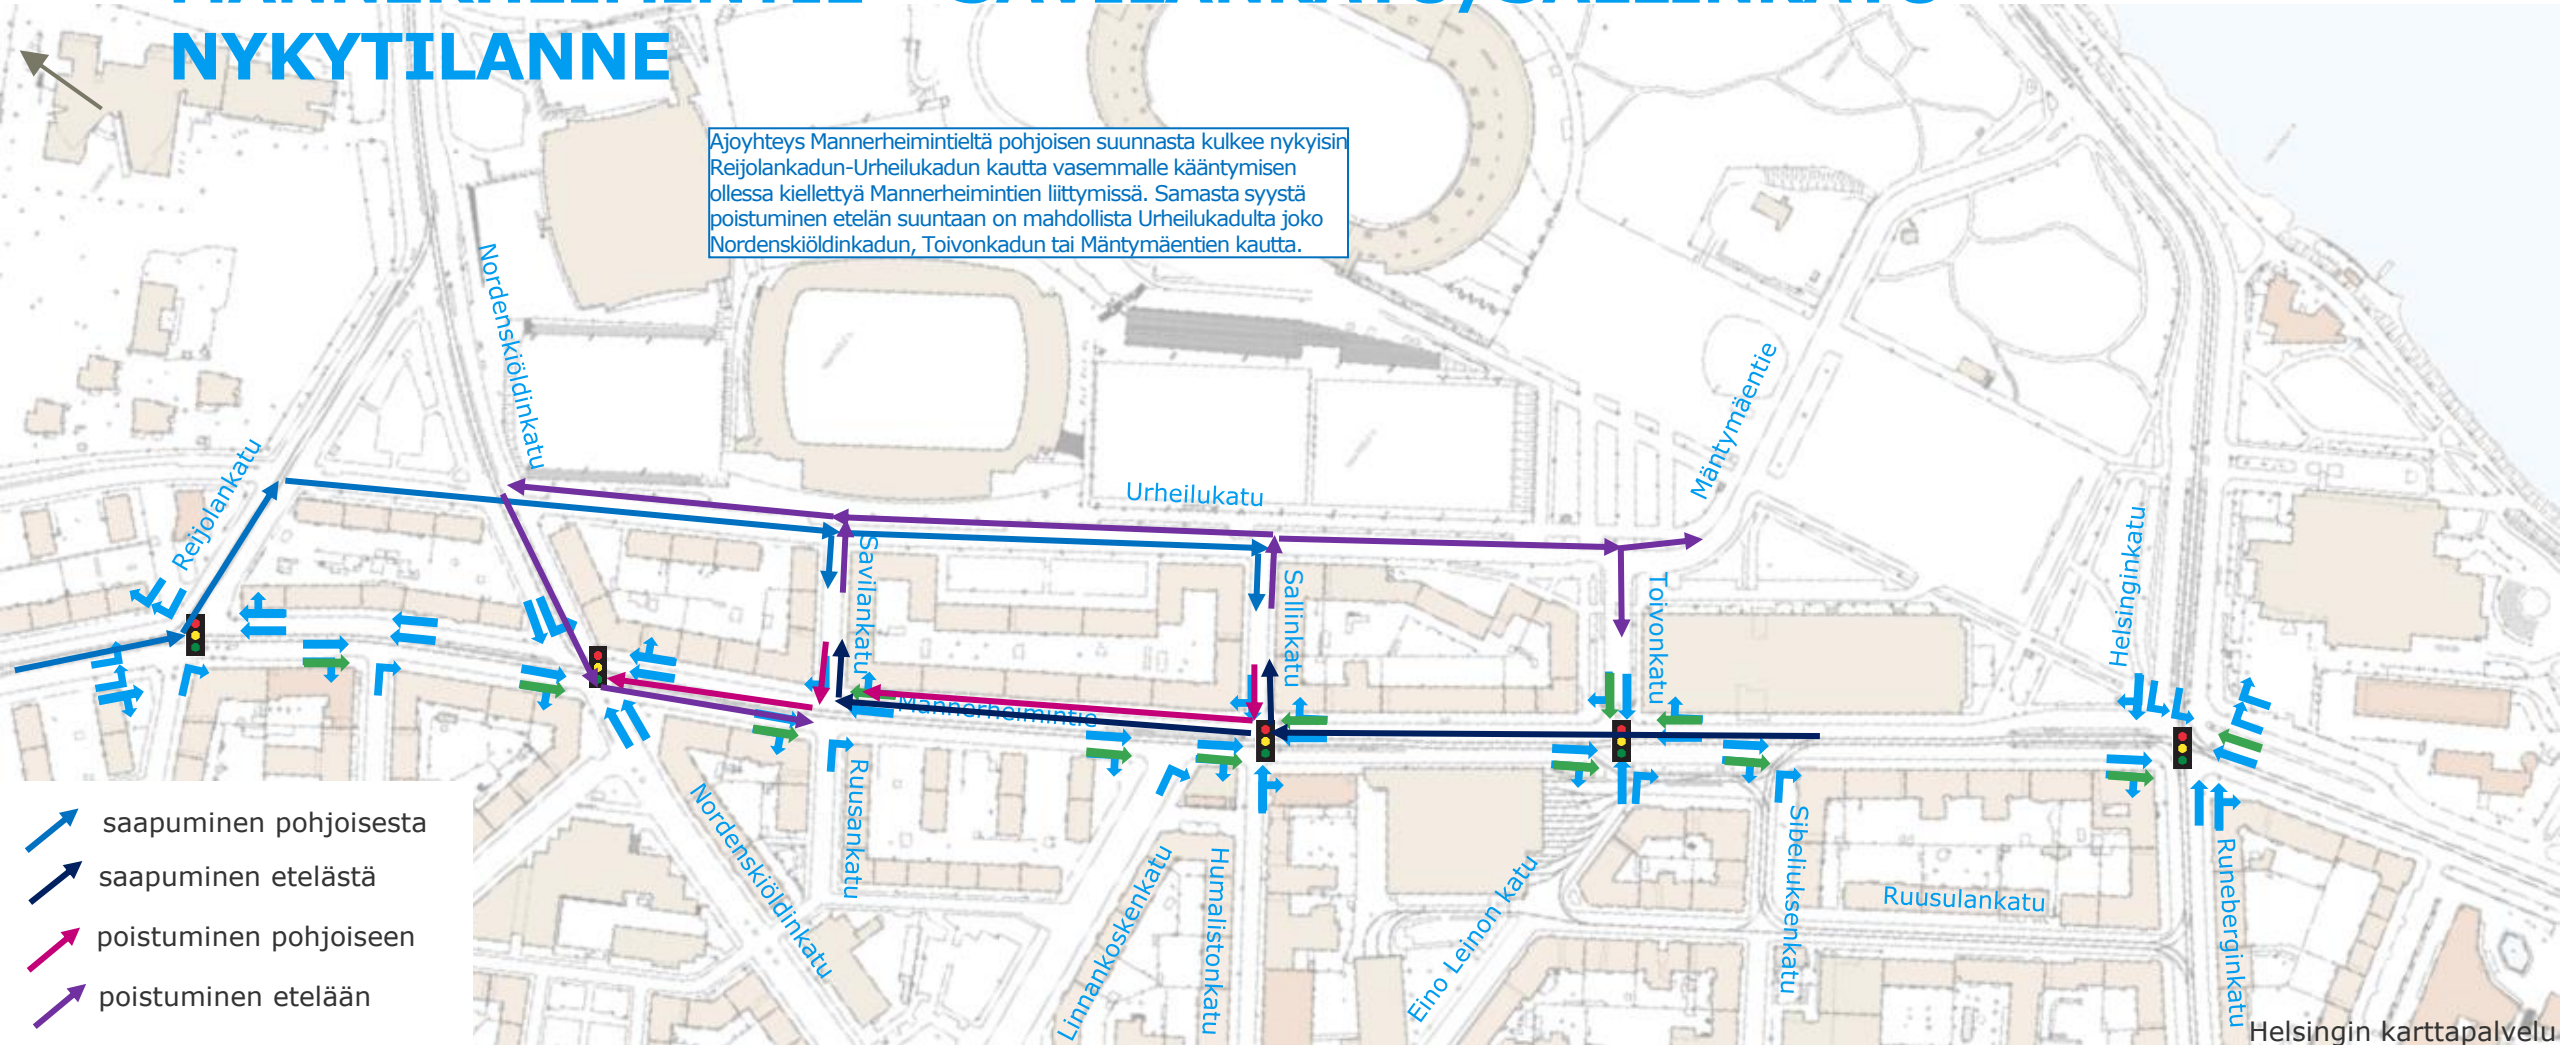 MANNERHEIMINTIE - SAVILANKATU/SALLINKATU
NYKYTILANNE
Ajoyhteys Mannerheimintieltä pohjoisen suunnasta kulkee nykyisin
Reijolankadun-Urheilukadun kautta vasemmalle kääntymisen
ollessa kiellettyä Mannerheimintien liittymissä. Samasta syystä
poistuminen etelän suuntaan on mahdollista Urheilukadulta joko
Nordenskiöldinkadun, Toivonkadun tai Mäntymäentien kautta.
Nordenskiöldinkatu
Reijolankatu
Urheilukatu
Mäntymäentie
Savilankatu
Sallinkatu
Toivonkatu
Helsinginkatu
Mannerheimintie
Nordenskiöldinkatu
Ruusankatu
Linnankoskenkatu
Humalistonkatu
Eino Leinon katu
Sibeliuksenkatu
Ruusulankatu
Runeberginkatu
saapuminen pohjoisesta
saapuminen etelästä
poistuminen pohjoiseen
poistuminen etelään
Helsingin karttapalvelu